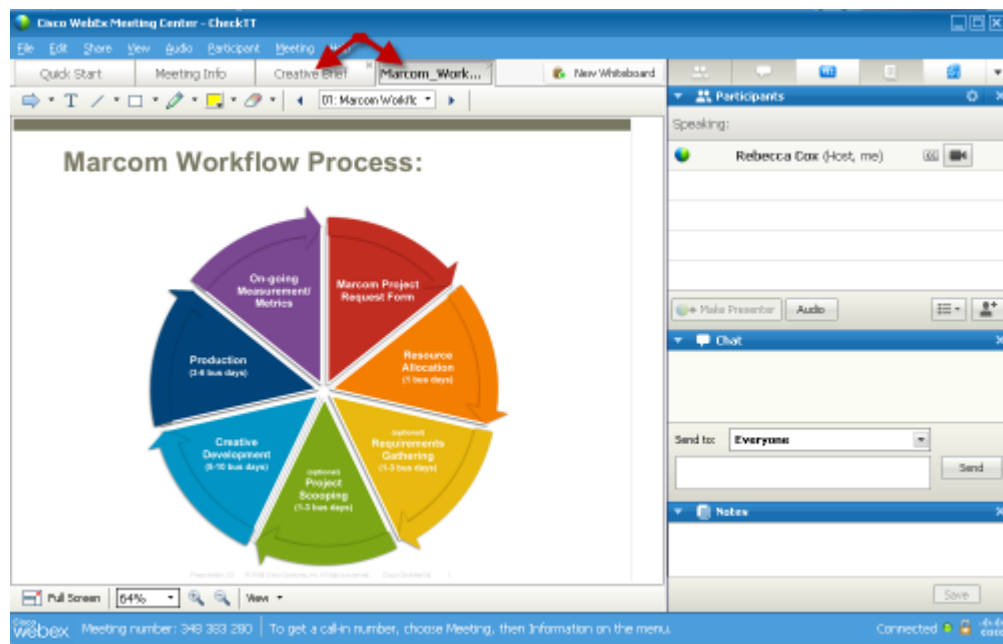 Cisco WebEx Meeting Center - CheckTT
File Edit Share View Audio Participant Meeting Help
Quick Start Meeting Info Creative Brief Marcom_Work... New Whiteboard
T 01: Marcom Workflc
Participants
Speaking:
Rebecca Cox (Host, me)
Make Presenter Audio
Chat
Send to: Everyone
Send
Notes
Save
Marcom Workflow Process:
On-going
Measurement/
Metrics
Marcom Project
Request Form
Resource
Allocation
(1 bus days)
(optional)
Requirements
Gathering
(1-3 bus days)
(optional)
Project
Scooping
(1-3 bus days)
Creative
Development
(8-10 bus days)
Production
(2-6 bus days)
Full Screen 64% View
Cisco
webex Meeting number: 348 383 280 To get a call-in number, choose Meeting, then Information on the menu.
Connected
cisco